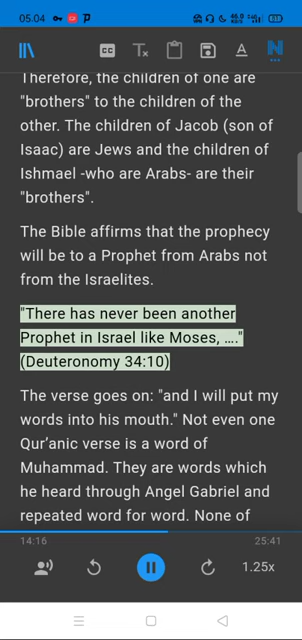 05.04
CC
A
N
Therefore, the children of one are
"brothers" to the children of the
other. The children of Jacob (son of
Isaac) are Jews and the children of
Ishmael -who are Arabs- are their
"brothers".
The Bible affirms that the prophecy
will be to a Prophet from Arabs not
from the Israelites.
"There has never been another
Prophet in Israel like Moses, …."
(Deuteronomy 34:10)
The verse goes on: "and I will put my
words into his mouth." Not even one
Qur’anic verse is a word of
Muhammad. They are words which
he heard through Angel Gabriel and
repeated word for word. None of
14:16
25:41
1.25x